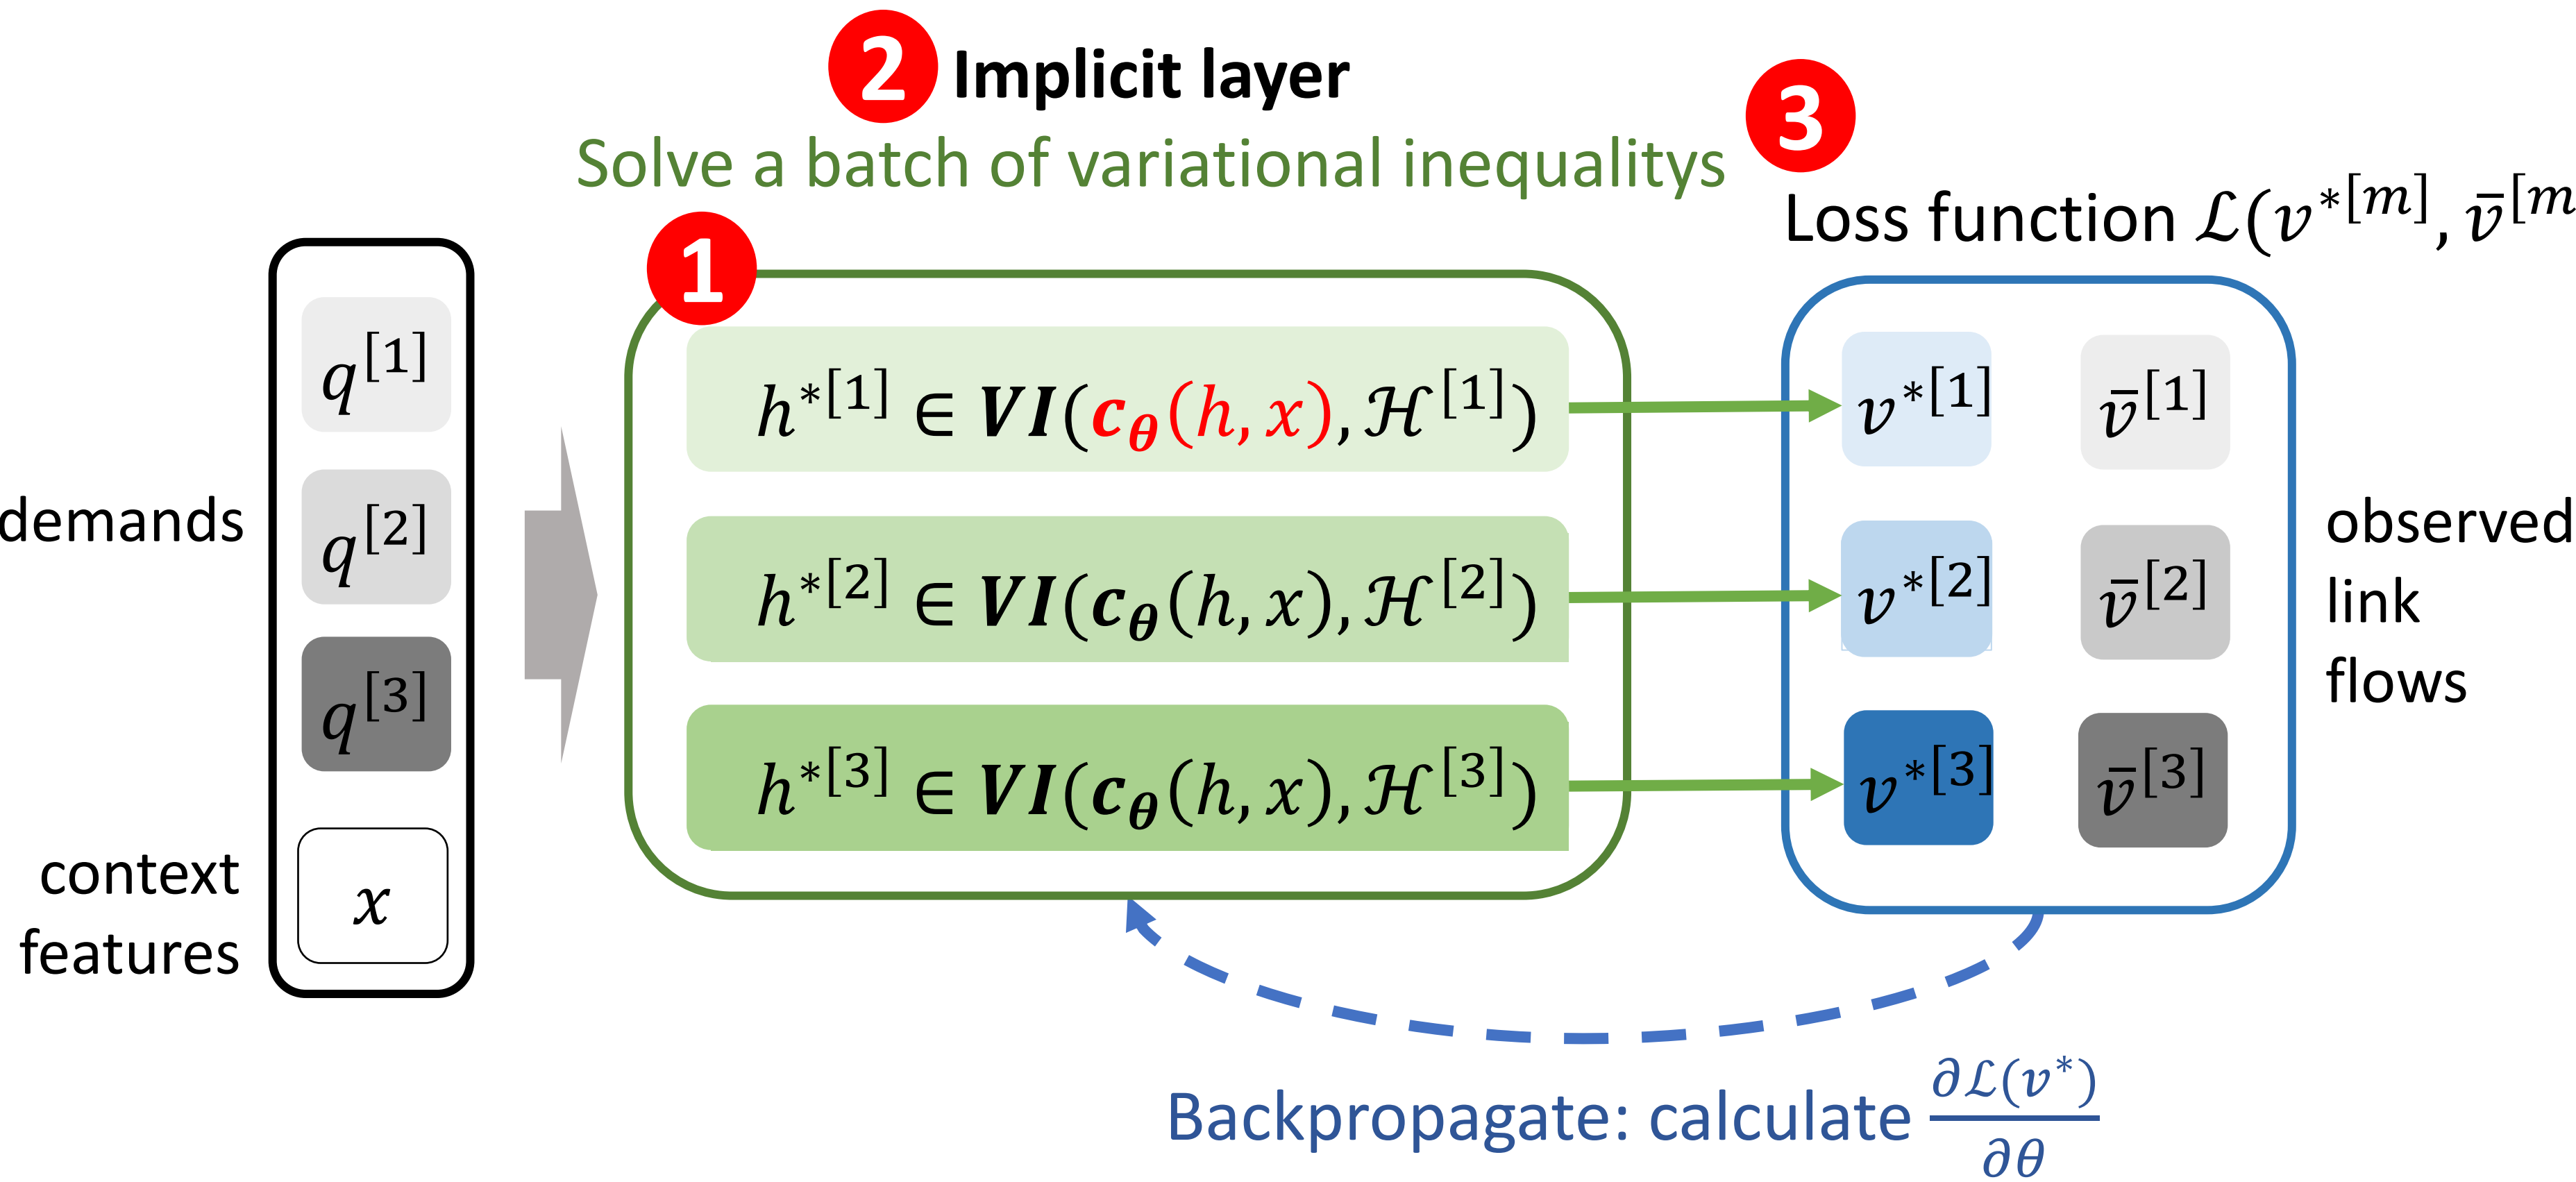 2 Implicit layer
Solve a batch of variational inequalitys
3
Loss function ℒ(v*[m], v̄[m
1
demands
q[1]
q[2]
q[3]
context
features
x
h*[1] ∈ VI(cθ(h, x), ℋ[1])
h*[2] ∈ VI(cθ(h, x), ℋ[2])
h*[3] ∈ VI(cθ(h, x), ℋ[3])
v*[1] v̄[1]
v*[2] v̄[2]
v*[3] v̄[3]
observed
link
flows
Backpropagate: calculate ∂ℒ(v*)
∂θ